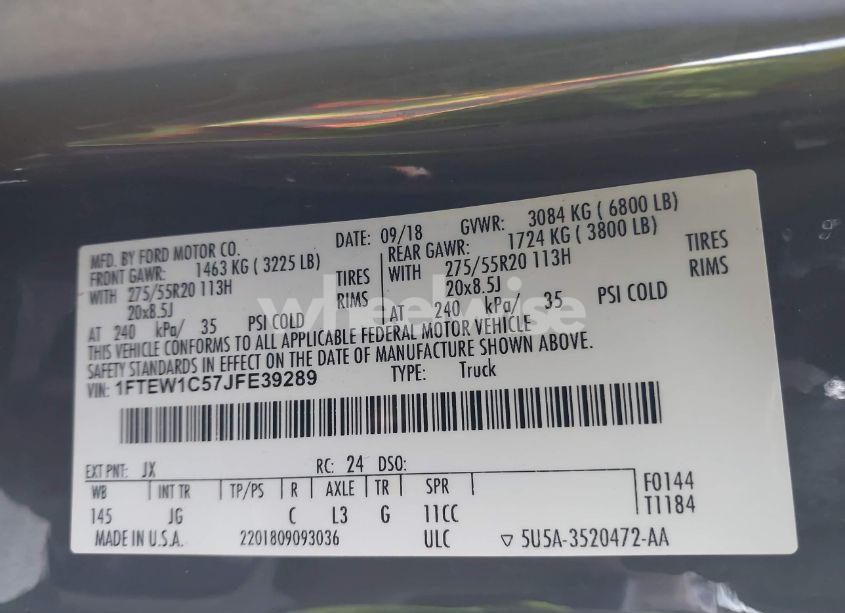 MFD. BY FORD MOTOR CO. DATE: 09/18 GVWR: 3084 KG ( 6800 LB)
FRONT GAWR: 1463 KG ( 3225 LB) REAR GAWR: 1724 KG ( 3800 LB)
WITH 275/55R20 113H TIRES WITH 275/55R20 113H TIRES
20x8.5J RIMS 20x8.5J RIMS
AT 240 kPa/ 35 PSI COLD AT 240 kPa/ 35 PSI COLD
THIS VEHICLE CONFORMS TO ALL APPLICABLE FEDERAL MOTOR VEHICLE
SAFETY STANDARDS IN EFFECT ON THE DATE OF MANUFACTURE SHOWN ABOVE.
VIN: 1FTEW1C57JFE39289 TYPE: Truck
EXT PNT: JX RC: 24 DSO:
WB INT TR TP/PS R AXLE TR SPR F0144
145 JG C L3 G 11CC T1184
MADE IN U.S.A. 2201809093036 ULC ▽ 5U5A-3520472-AA
wheelwise